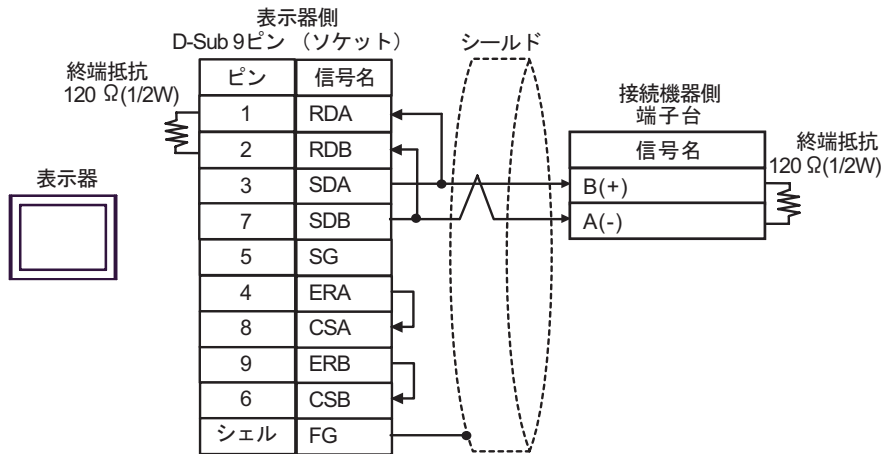 表示器側
D-Sub 9ピン （ソケット）
シールド
終端抵抗
120 Ω(1/2W)
ピン 信号名
1 RDA
2 RDB
3 SDA
7 SDB
5 SG
4 ERA
8 CSA
9 ERB
6 CSB
シェル FG
表示器
接続機器側
端子台
信号名
B(+)
A(-)
終端抵抗
120 Ω(1/2W)